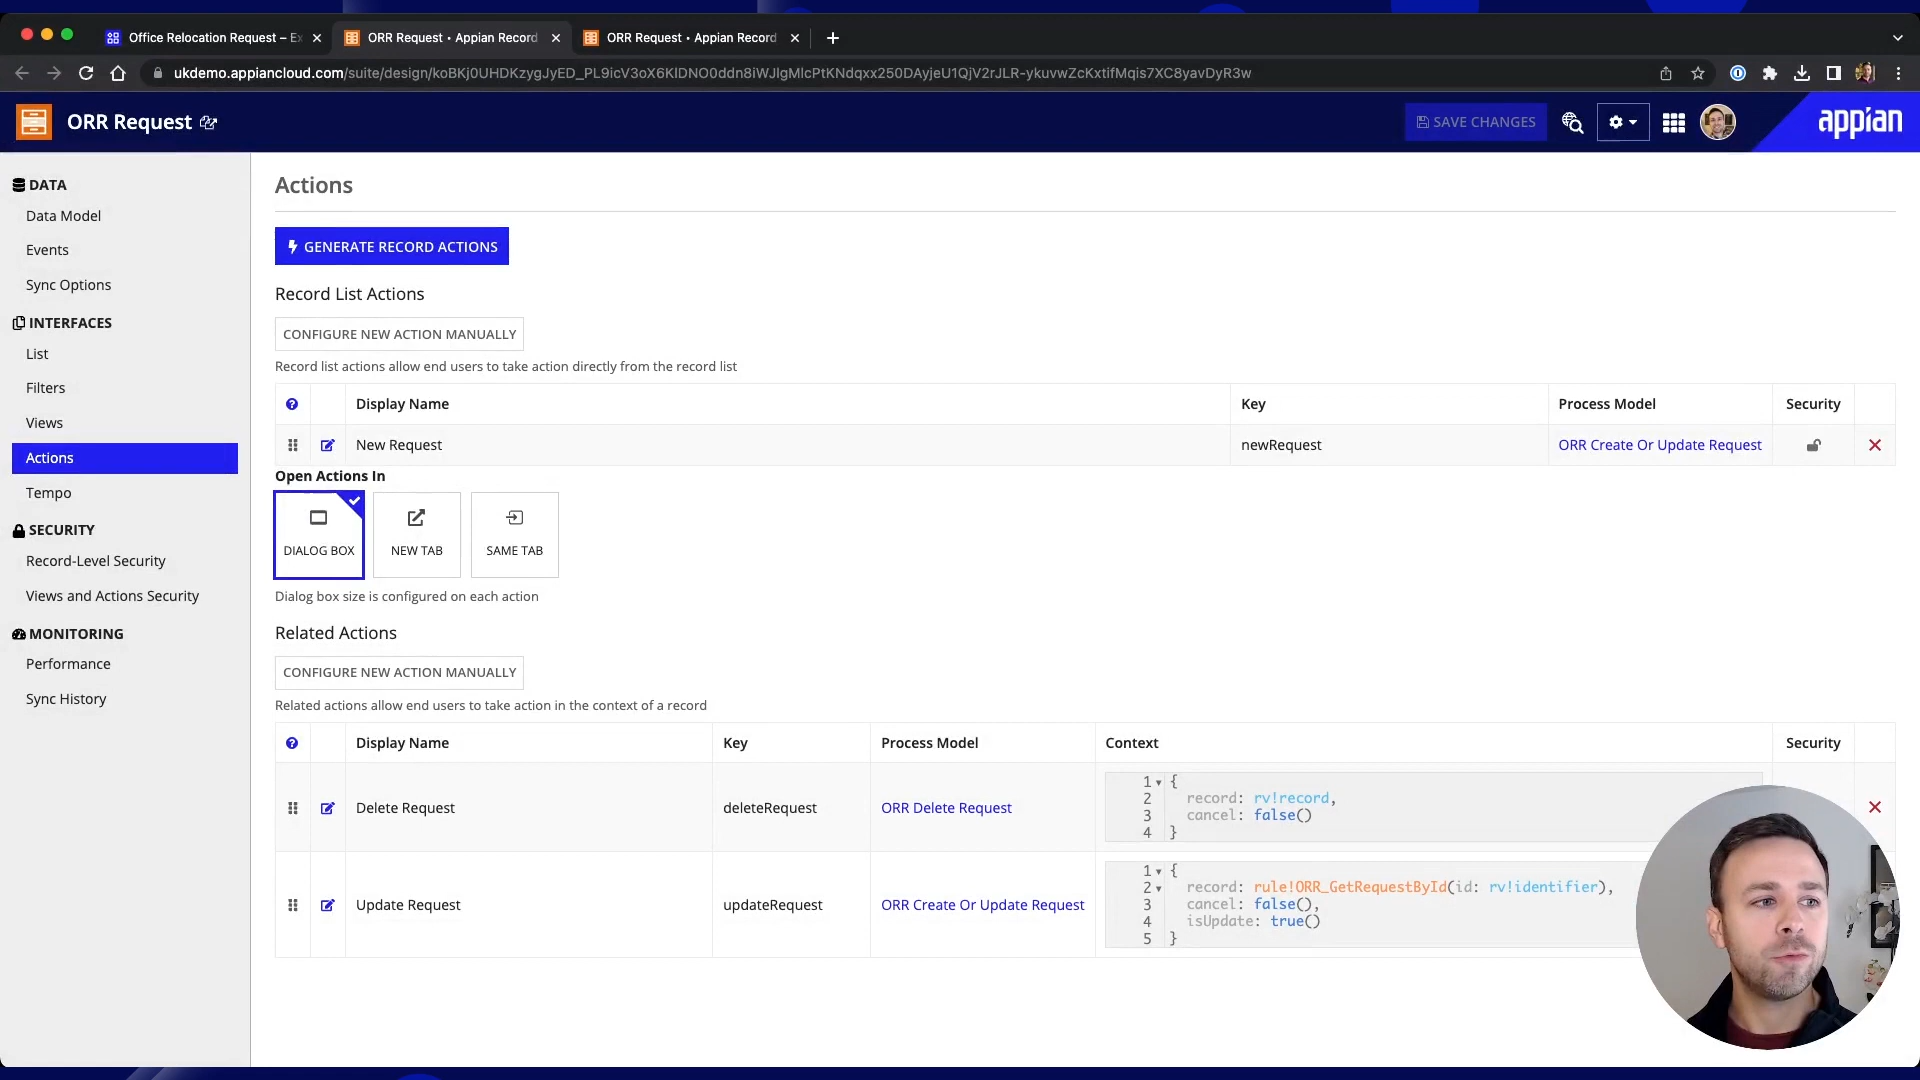 Office Relocation Request – Ex
ORR Request • Appian Record
ORR Request • Appian Record
ukdemo.appiancloud.com/suite/design/koBKj0UHDKzygJyED_PL9icV3oX6KIDNO0ddn8iWJIgMlcPtKNdqxx250DAyjeU1QjV2rJLR-ykuvwZcKxtifMqis7XC8yavDyR3w
ORR Request
SAVE CHANGES
appian
DATA
Data Model
Events
Sync Options
INTERFACES
List
Filters
Views
Actions
Tempo
SECURITY
Record-Level Security
Views and Actions Security
MONITORING
Performance
Sync History
Actions
GENERATE RECORD ACTIONS
Record List Actions
CONFIGURE NEW ACTION MANUALLY
Record list actions allow end users to take action directly from the record list
Display Name Key Process Model Security
New Request newRequest ORR Create Or Update Request
Open Actions In
DIALOG BOX NEW TAB SAME TAB
Dialog box size is configured on each action
Related Actions
CONFIGURE NEW ACTION MANUALLY
Related actions allow end users to take action in the context of a record
Display Name Key Process Model Context Security
Delete Request deleteRequest ORR Delete Request
1 {
2 record: rv!record,
3 cancel: false()
4 }
Update Request updateRequest ORR Create Or Update Request
1 {
2 record: rule!ORR_GetRequestById(id: rv!identifier),
3 cancel: false(),
4 isUpdate: true()
5 }